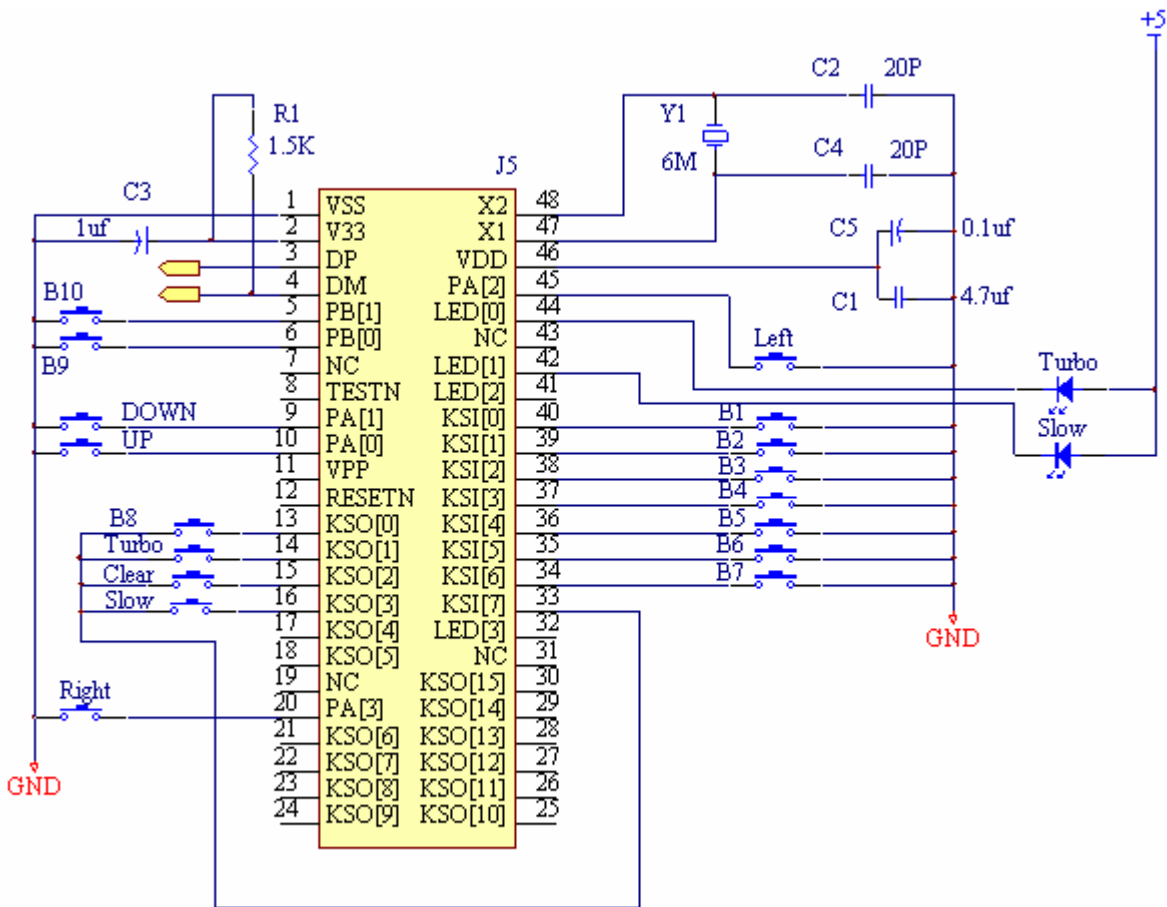 +5
C2 20P
R1
1.5K
Y1
6M
C4 20P
J5
C3
1uf
C5
0.1uf
C1
4.7uf
1 VSS X2 48
2 V33 X1 47
3 DP VDD 46
4 DM PA[2] 45
5 PB[1] LED[0] 44
6 PB[0] NC 43
7 NC LED[1] 42
8 TESTN LED[2] 41
9 PA[1] KSI[0] 40
10 PA[0] KSI[1] 39
11 VPP KSI[2] 38
12 RESETN KSI[3] 37
13 KSO[0] KSI[4] 36
14 KSO[1] KSI[5] 35
15 KSO[2] KSI[6] 34
16 KSO[3] KSI[7] 33
17 KSO[4] LED[3] 32
18 KSO[5] NC 31
19 NC KSO[15] 30
20 PA[3] KSO[14] 29
21 KSO[6] KSO[13] 28
22 KSO[7] KSO[12] 27
23 KSO[8] KSO[11] 26
24 KSO[9] KSO[10] 25
B10
B9
DOWN
UP
B8
Turbo
Clear
Slow
Right
GND
Left
B1
B2
B3
B4
B5
B6
B7
Turbo
Slow
GND